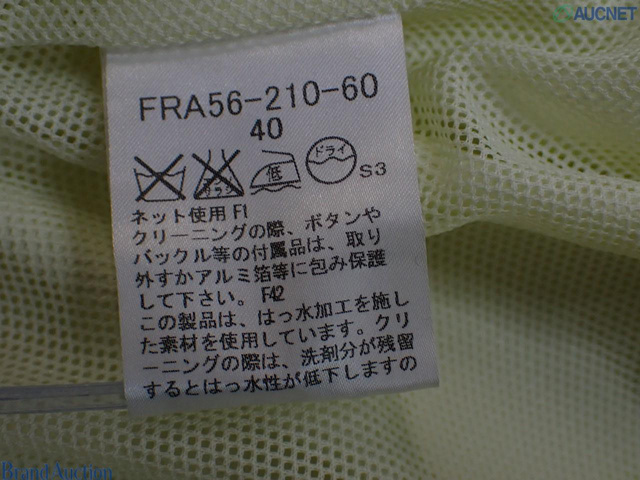 AUCNET
FRA56-210-60
40
ドライ
低
エンソ
サラシ
S3
ネット使用 F1
クリーニングの際、ボタンや
バックル等の付属品は、取り
外すかアルミ箔等に包み保護
して下さい。 F42
この製品は、はっ水加工を施し
た素材を使用しています。クリ
ーニングの際は、洗剤分が残留
するとはっ水性が低下しますの
Brand Auction